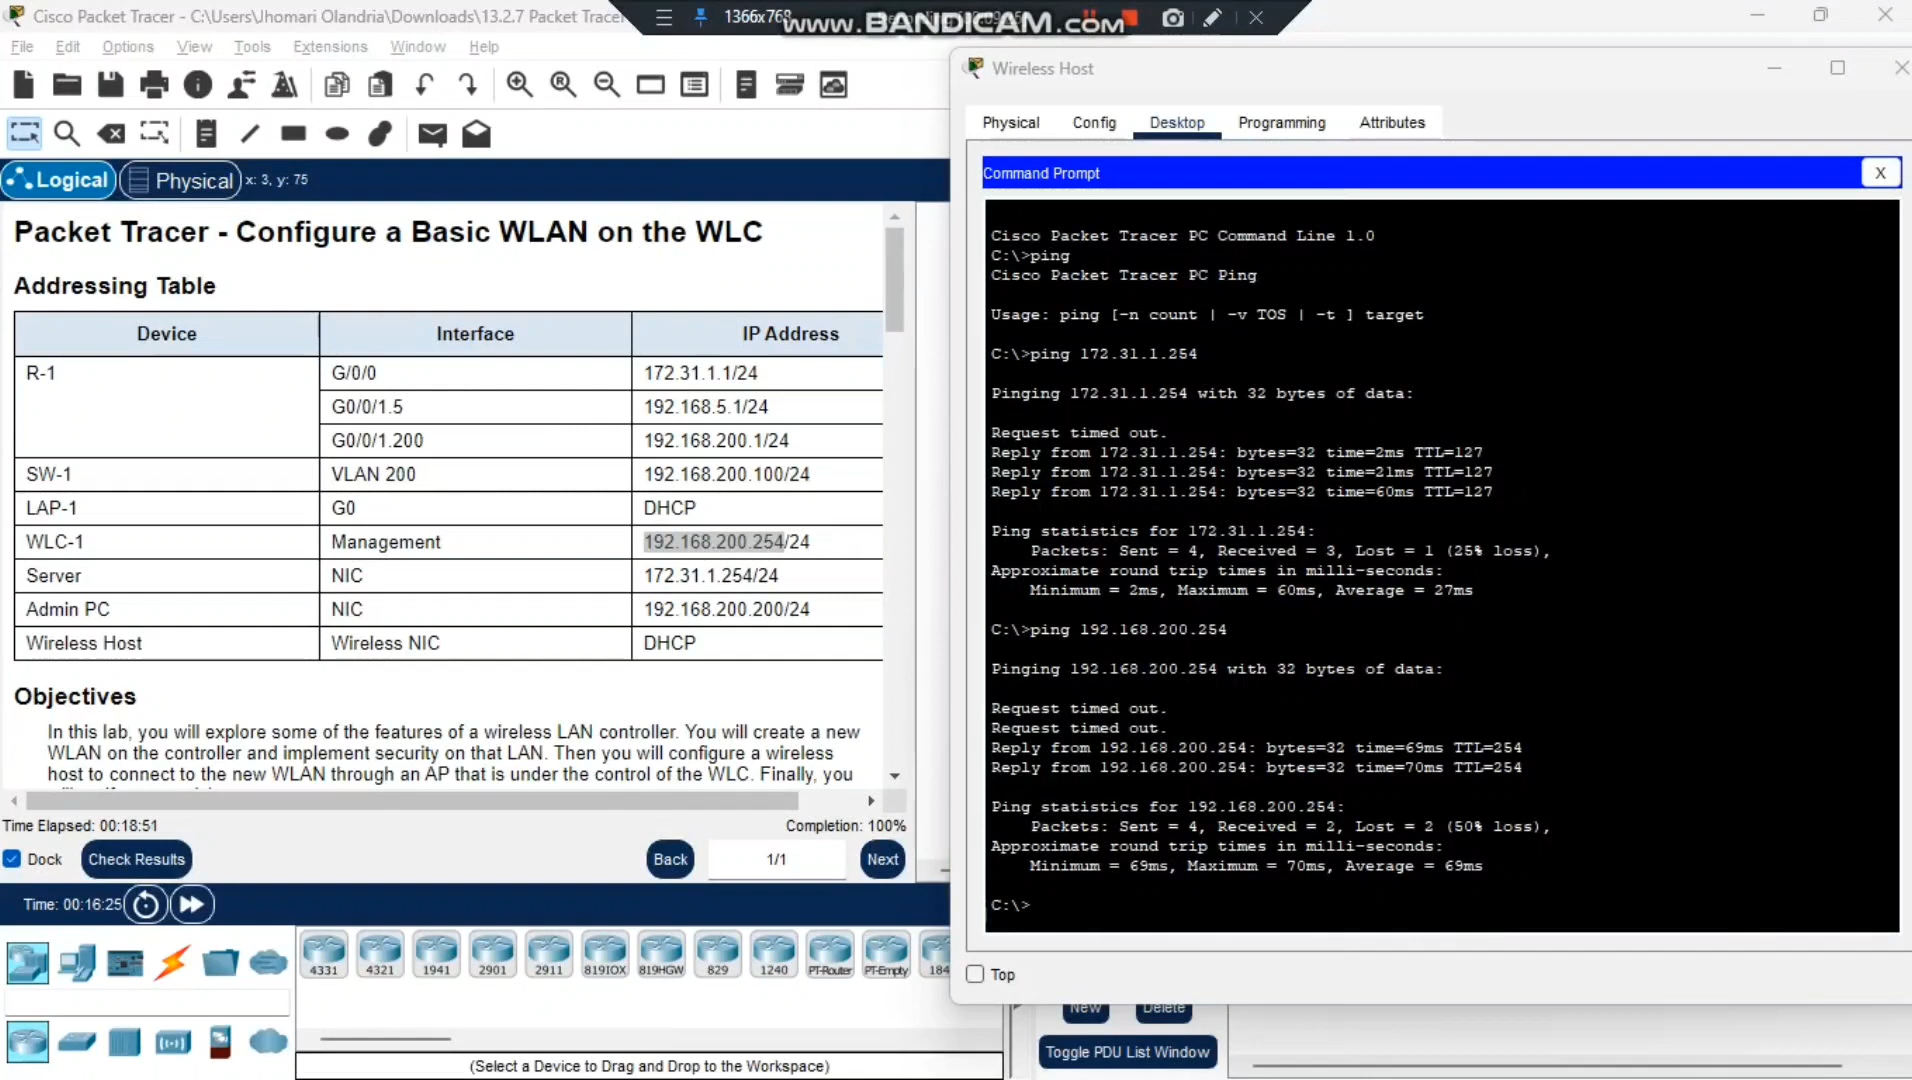 Cisco Packet Tracer - C:\Users\Jhomari Olandria\Downloads\13.2.7 Packet Tracer
1366x768
www.BANDICAM.com
File Edit Options View Tools Extensions Window Help
Wireless Host
Physical Config Desktop Programming Attributes
Command Prompt
X
Logical Physical x: 3, y: 75
Packet Tracer - Configure a Basic WLAN on the WLC
Addressing Table
Device Interface IP Address
R-1 G/0/0 172.31.1.1/24
G0/0/1.5 192.168.5.1/24
G0/0/1.200 192.168.200.1/24
SW-1 VLAN 200 192.168.200.100/24
LAP-1 G0 DHCP
WLC-1 Management 192.168.200.254/24
Server NIC 172.31.1.254/24
Admin PC NIC 192.168.200.200/24
Wireless Host Wireless NIC DHCP
Objectives
In this lab, you will explore some of the features of a wireless LAN controller. You will create a new
WLAN on the controller and implement security on that LAN. Then you will configure a wireless
host to connect to the new WLAN through an AP that is under the control of the WLC. Finally, you
Time Elapsed: 00:18:51 Completion: 100%
Dock Check Results Back 1/1 Next
Time: 00:16:25
4331 4321 1941 2901 2911 819IOX 819HGW 829 1240 PT-Router PT-Empty 184
(Select a Device to Drag and Drop to the Workspace)
Cisco Packet Tracer PC Command Line 1.0
C:\>ping
Cisco Packet Tracer PC Ping
Usage: ping [-n count | -v TOS | -t ] target
C:\>ping 172.31.1.254
Pinging 172.31.1.254 with 32 bytes of data:
Request timed out.
Reply from 172.31.1.254: bytes=32 time=2ms TTL=127
Reply from 172.31.1.254: bytes=32 time=21ms TTL=127
Reply from 172.31.1.254: bytes=32 time=60ms TTL=127
Ping statistics for 172.31.1.254:
Packets: Sent = 4, Received = 3, Lost = 1 (25% loss),
Approximate round trip times in milli-seconds:
Minimum = 2ms, Maximum = 60ms, Average = 27ms
C:\>ping 192.168.200.254
Pinging 192.168.200.254 with 32 bytes of data:
Request timed out.
Request timed out.
Reply from 192.168.200.254: bytes=32 time=69ms TTL=254
Reply from 192.168.200.254: bytes=32 time=70ms TTL=254
Ping statistics for 192.168.200.254:
Packets: Sent = 4, Received = 2, Lost = 2 (50% loss),
Approximate round trip times in milli-seconds:
Minimum = 69ms, Maximum = 70ms, Average = 69ms
C:\>
Top
New Delete
Toggle PDU List Window